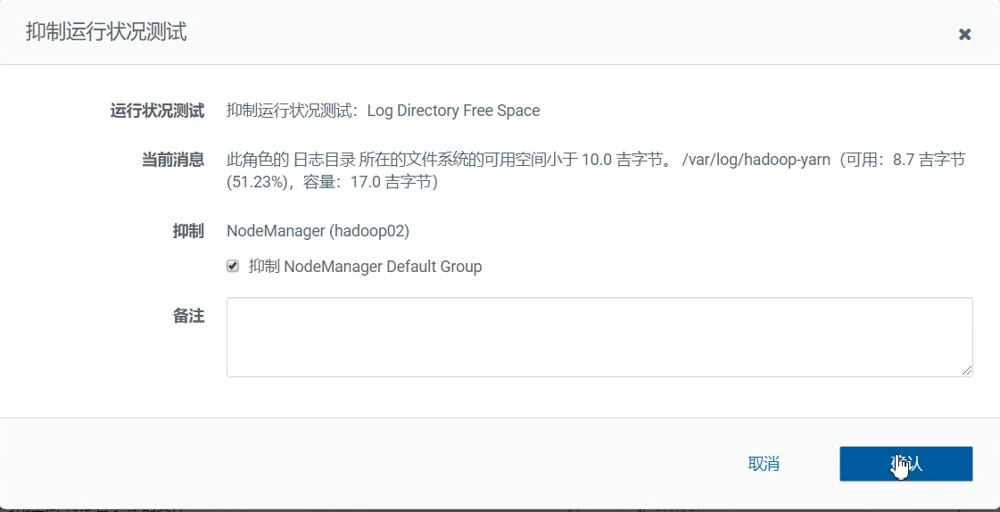 抑制运行状况测试
运行状况测试 抑制运行状况测试：Log Directory Free Space
当前消息 此角色的 日志目录 所在的文件系统的可用空间小于 10.0 吉字节。 /var/log/hadoop-yarn（可用：8.7 吉字节
(51.23%)，容量：17.0 吉字节）
抑制 NodeManager (hadoop02)
抑制 NodeManager Default Group
备注
取消 确认